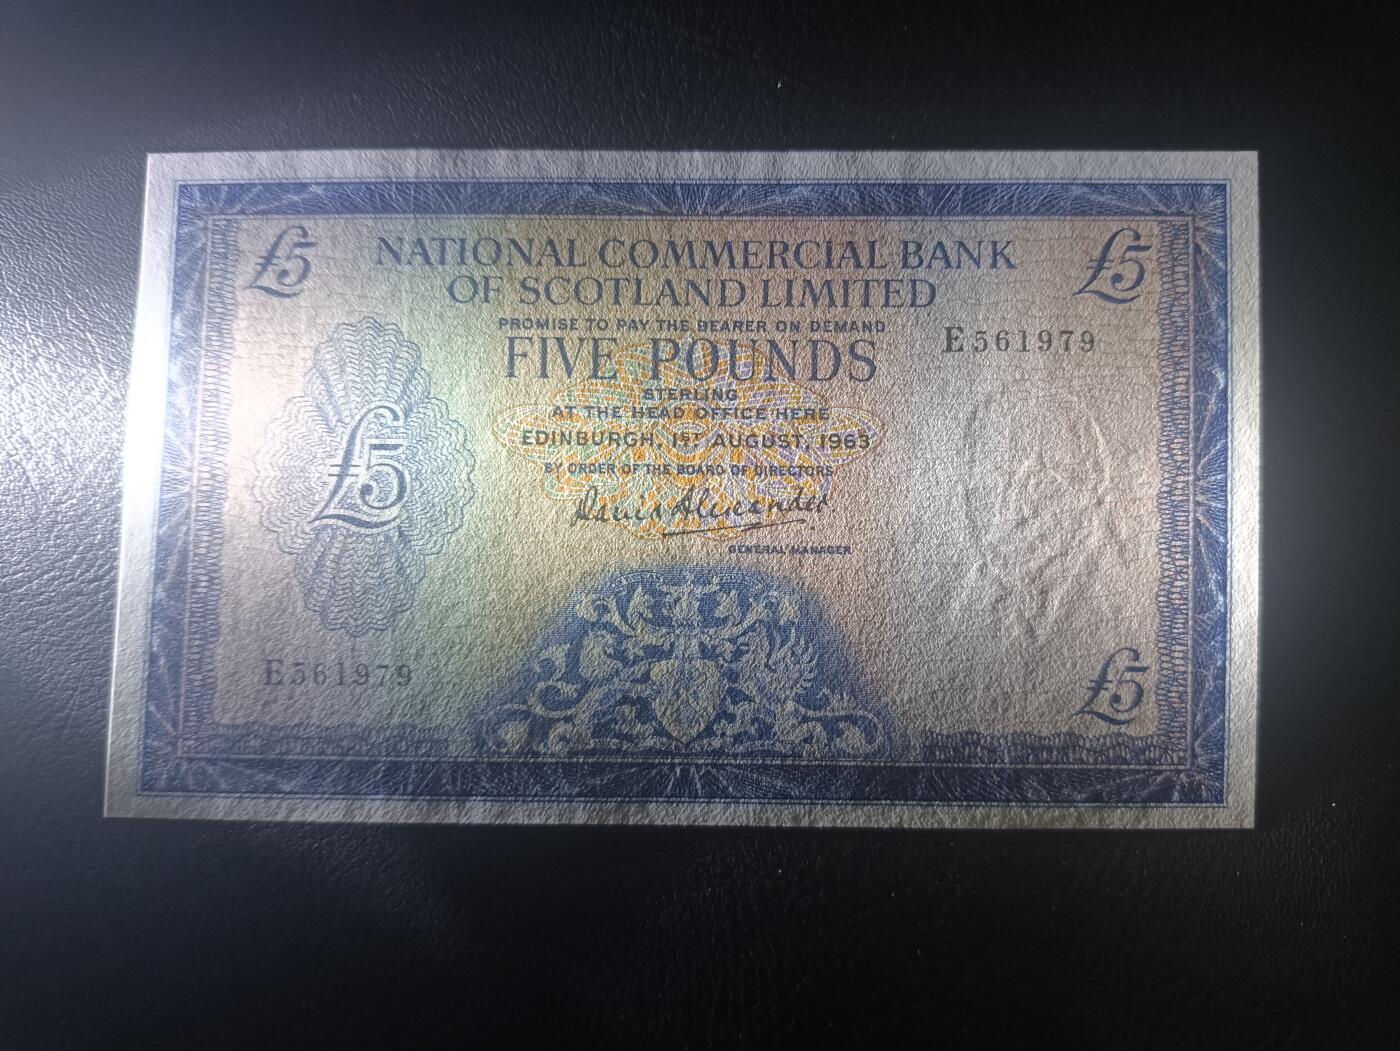 £5 £5
NATIONAL COMMERCIAL BANK
OF SCOTLAND LIMITED
PROMISE TO PAY THE BEARER ON DEMAND
FIVE POUNDS
E561979
STERLING
AT THE HEAD OFFICE HERE
EDINBURGH, 1ST AUGUST, 1963
BY ORDER OF THE BOARD OF DIRECTORS
£5
David Alexander
GENERAL MANAGER
E561979
£5